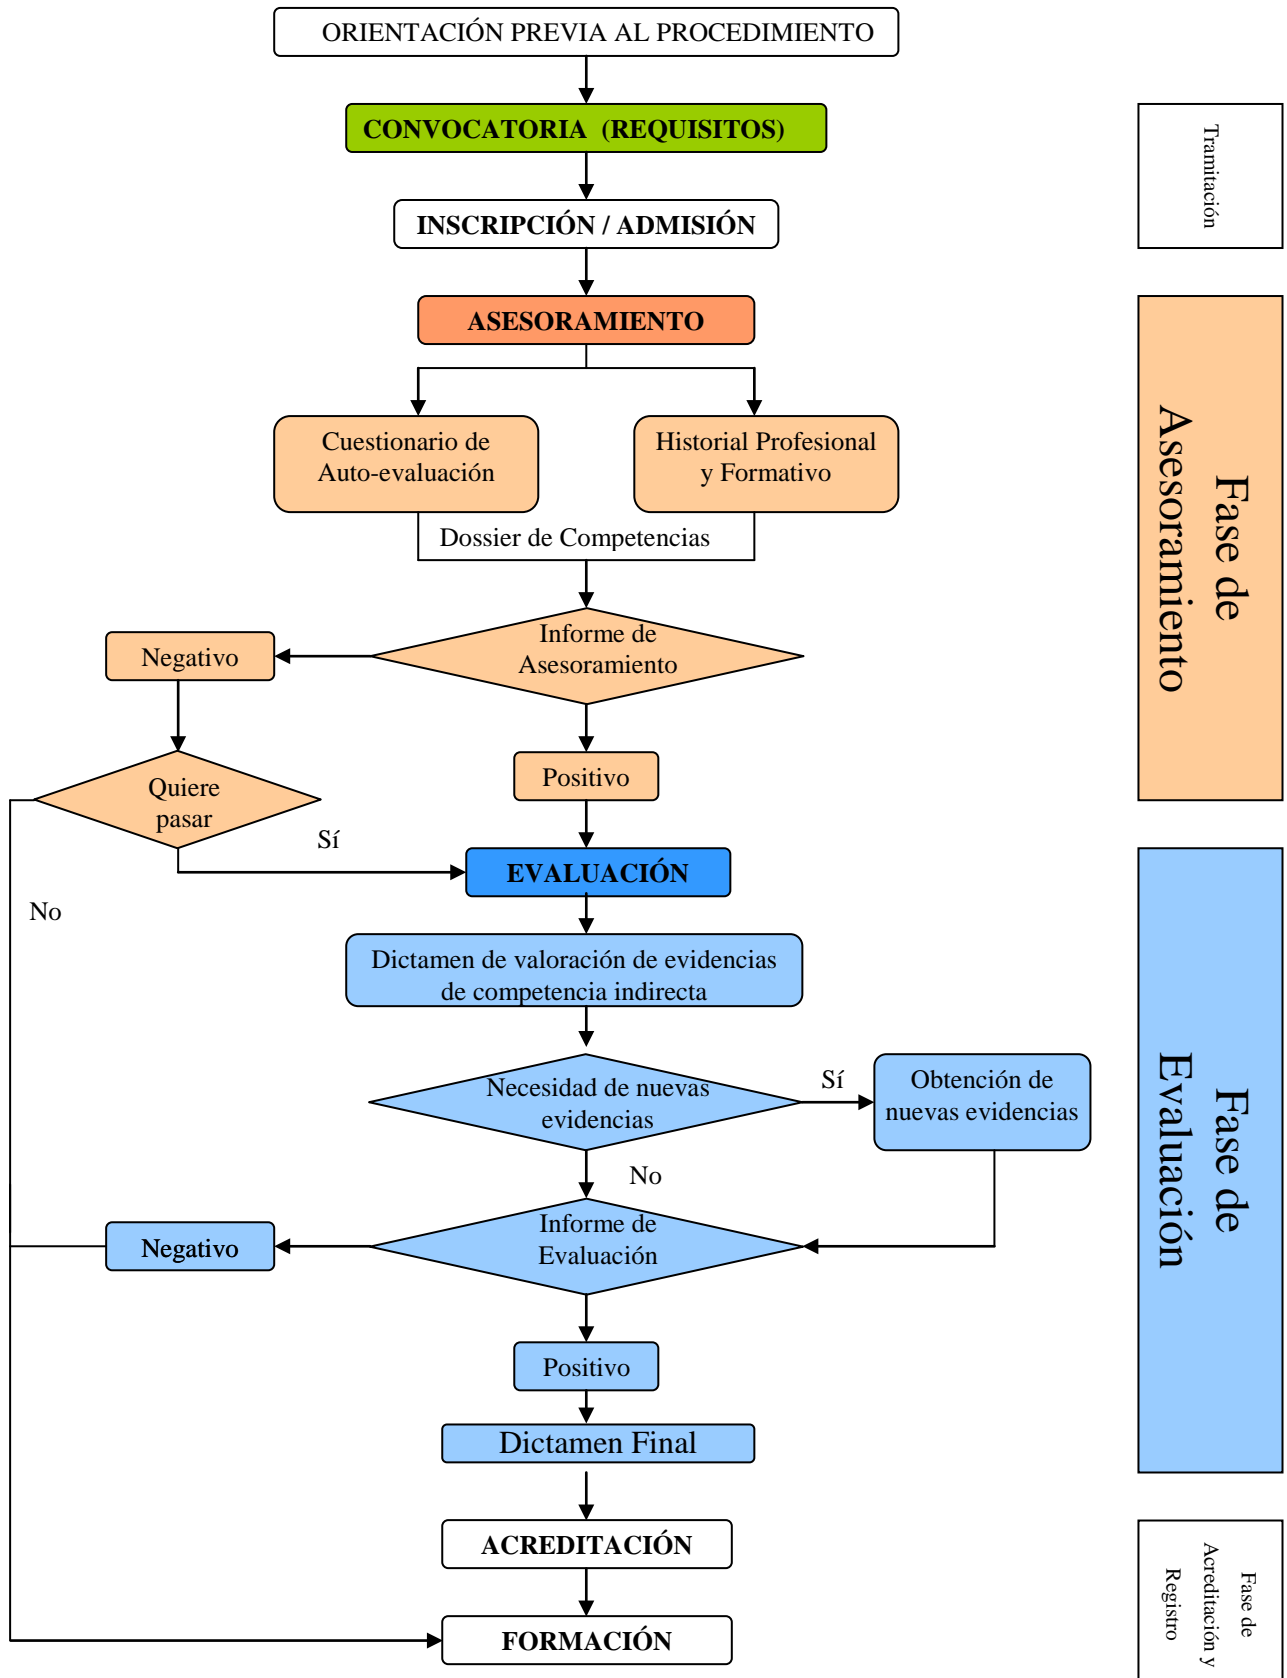 ORIENTACIÓN PREVIA AL PROCEDIMIENTO
CONVOCATORIA (REQUISITOS)
Tramitación
INSCRIPCIÓN / ADMISIÓN
ASESORAMIENTO
Cuestionario de
Auto-evaluación
Historial Profesional
y Formativo
Dossier de Competencias
Fase de
Asesoramiento
Informe de
Asesoramiento
Negativo
Positivo
Quiere
pasar
Sí
No
EVALUACIÓN
Dictamen de valoración de evidencias
de competencia indirecta
Necesidad de nuevas
evidencias
Sí
Obtención de
nuevas evidencias
No
Fase de
Evaluación
Informe de
Evaluación
Negativo
Positivo
Dictamen Final
ACREDITACIÓN
Fase de
Acreditación y
Registro
FORMACIÓN